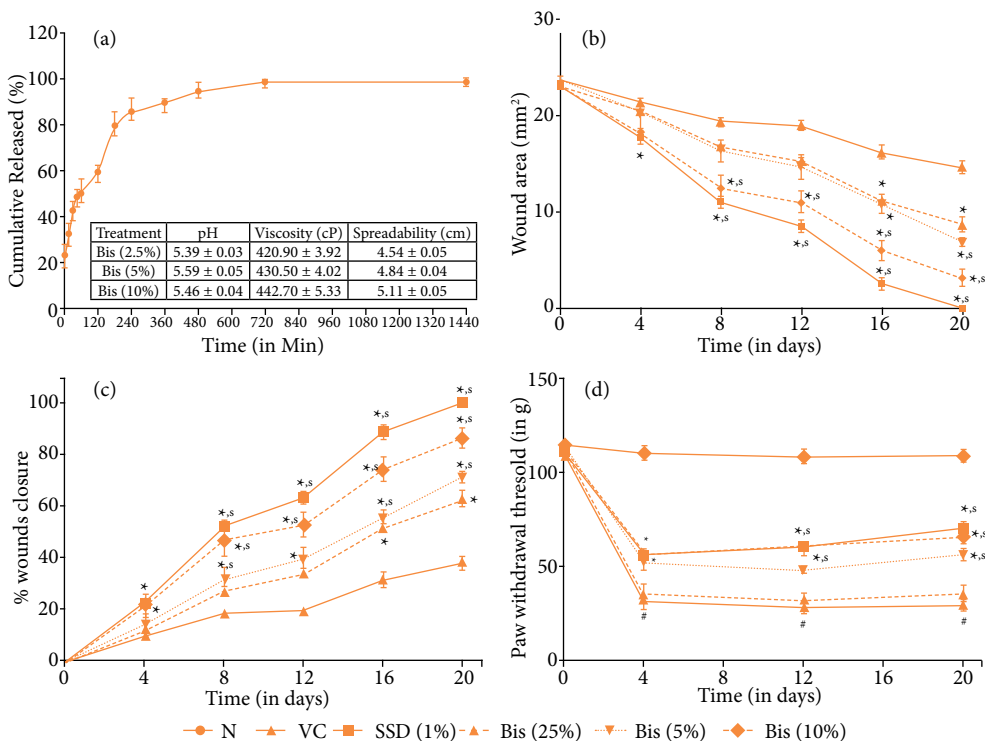 (a)
Cumulative Released (%)
120
100
80
60
40
20
0
Treatment pH Viscosity (cP) Spreadability (cm)
Bis (2.5%) 5.39 ± 0.03 420.90 ± 3.92 4.54 ± 0.05
Bis (5%) 5.59 ± 0.05 430.50 ± 4.02 4.84 ± 0.04
Bis (10%) 5.46 ± 0.04 442.70 ± 5.33 5.11 ± 0.05
0 120 240 360 480 600 720 840 960 1080 1200 1320 1440
Time (in Min)
(b)
Wound area (mm²)
30
20
10
0
*
*,s
*,s
*,s
*,s
*
*,s
*,s
*
*,s
*,s
*,s
0 4 8 12 16 20
Time (in days)
(c)
% wounds closure
100
80
60
40
20
0
*
*
*,s
*,s
*,s
*,s
*,s
*
*,s
*,s
*,s
*
*,s
*,s
*,s
*
0 4 8 12 16 20
Time (in days)
(d)
Paw withdrawal thresold (in g)
150
100
50
0
*
*
#
*,s
*,s
#
*,s
*,s
*,s
#
0 4 8 12 16 20
Time (in days)
N VC SSD (1%) Bis (25%) Bis (5%) Bis (10%)